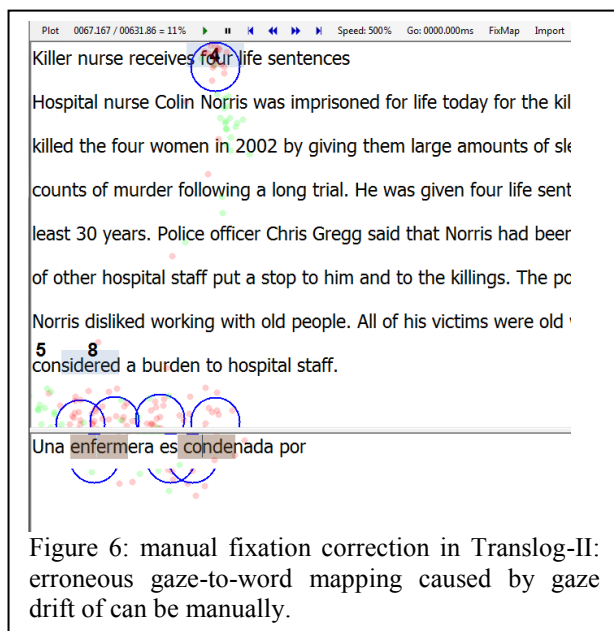 Plot 0067.167 / 00631.86 = 11% Speed: 500% Go: 0000.000ms FixMap Import
4
Killer nurse receives four life sentences
Hospital nurse Colin Norris was imprisoned for life today for the kil
killed the four women in 2002 by giving them large amounts of sle
counts of murder following a long trial. He was given four life sent
least 30 years. Police officer Chris Gregg said that Norris had been
of other hospital staff put a stop to him and to the killings. The po
Norris disliked working with old people. All of his victims were old
5 8
considered a burden to hospital staff.
Una enfermera es condenada por
Figure 6: manual fixation correction in Translog-II:
erroneous gaze-to-word mapping caused by gaze
drift of can be manually.